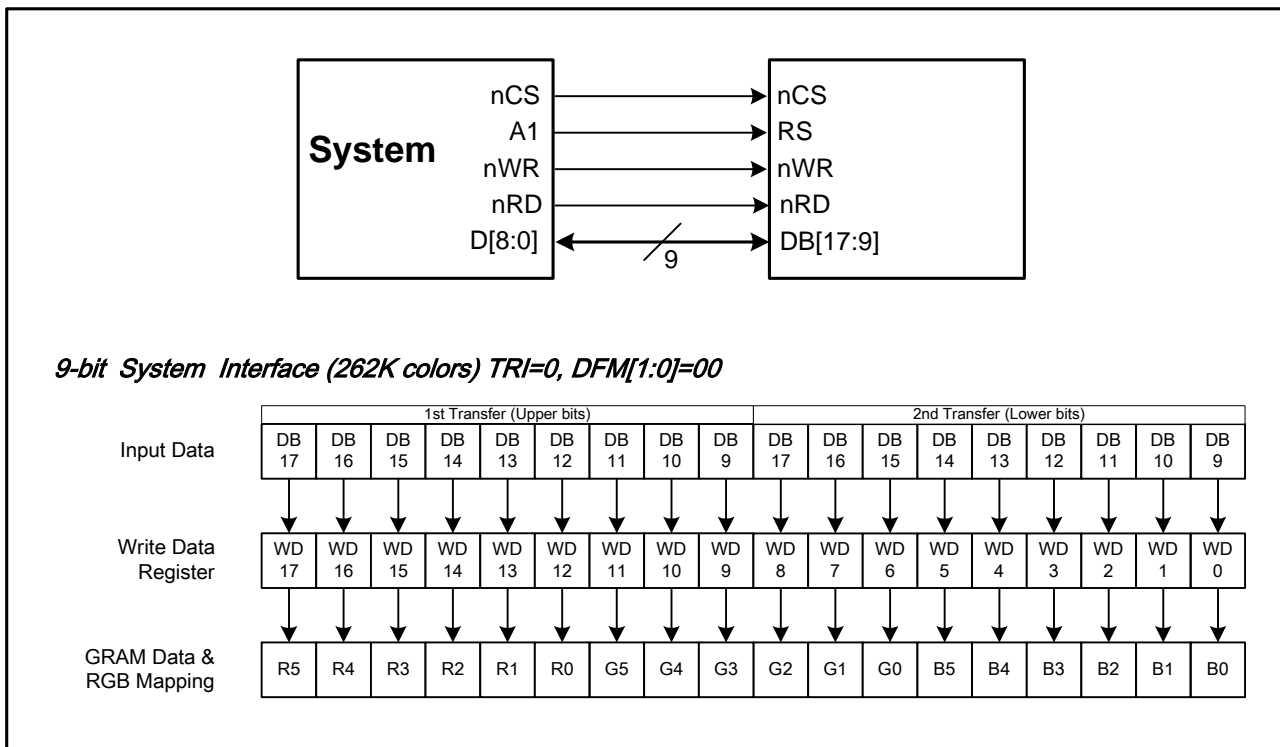 System
nCS nCS
A1 RS
nWR nWR
nRD nRD
D[8:0] DB[17:9]
9
9-bit System Interface (262K colors) TRI=0, DFM[1:0]=00
1st Transfer (Upper bits) 2nd Transfer (Lower bits)
Input Data
DB DB DB DB DB DB DB DB DB DB DB DB DB DB DB DB DB DB
17 16 15 14 13 12 11 10 9 17 16 15 14 13 12 11 10 9
Write Data
Register
WD WD WD WD WD WD WD WD WD WD WD WD WD WD WD WD WD WD
17 16 15 14 13 12 11 10 9 8 7 6 5 4 3 2 1 0
GRAM Data &
RGB Mapping
R5 R4 R3 R2 R1 R0 G5 G4 G3 G2 G1 G0 B5 B4 B3 B2 B1 B0